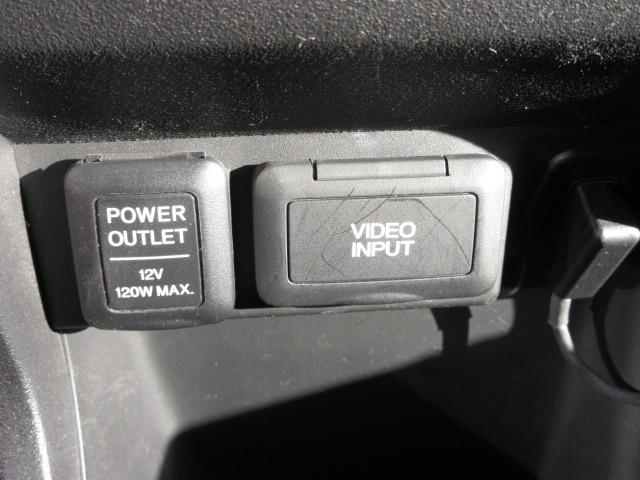 POWER
OUTLET
12V
120W MAX.
VIDEO
INPUT